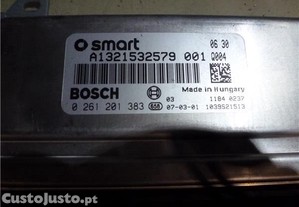 smart 06 30
A1321532579 001 Q004
Made in Hungary
BOSCH 03 1184 0237
0 261 201 383 07-03-01 1039S21513
CustoJusto.pt